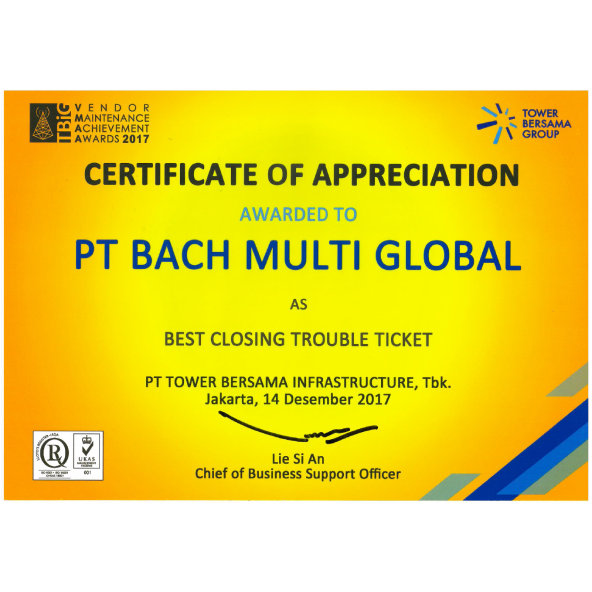 TBiG
VENDOR
MAINTENANCE
ACHIEVEMENT
AWARDS 2017
TOWER
BERSAMA
GROUP
CERTIFICATE OF APPRECIATION
AWARDED TO
PT BACH MULTI GLOBAL
AS
BEST CLOSING TROUBLE TICKET
PT TOWER BERSAMA INFRASTRUCTURE, Tbk.
Jakarta, 14 Desember 2017
Lie Si An
Chief of Business Support Officer
UKAS
001